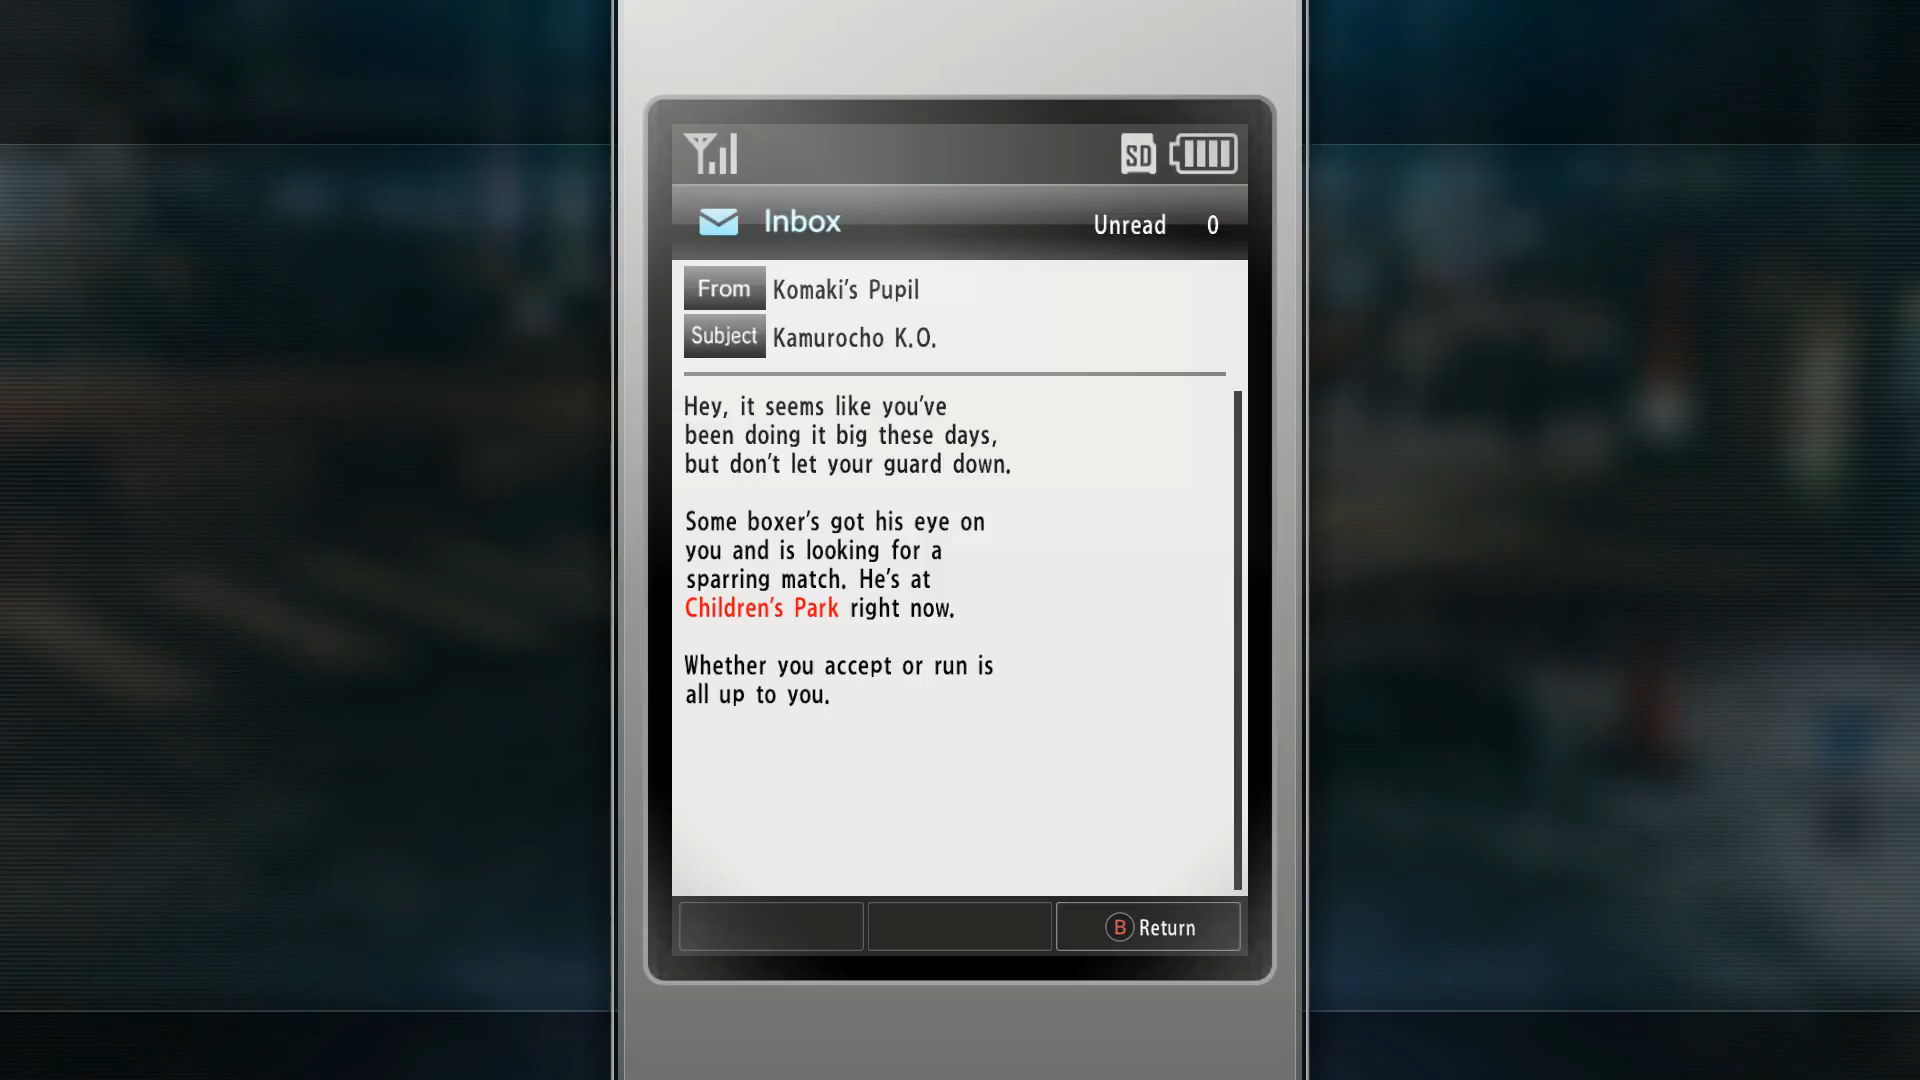 SD
Inbox
Unread 0
From Komaki's Pupil
Subject Kamurocho K.O.
Hey, it seems like you've
been doing it big these days,
but don't let your guard down.
Some boxer's got his eye on
you and is looking for a
sparring match. He's at
Children's Park right now.
Whether you accept or run is
all up to you.
B Return